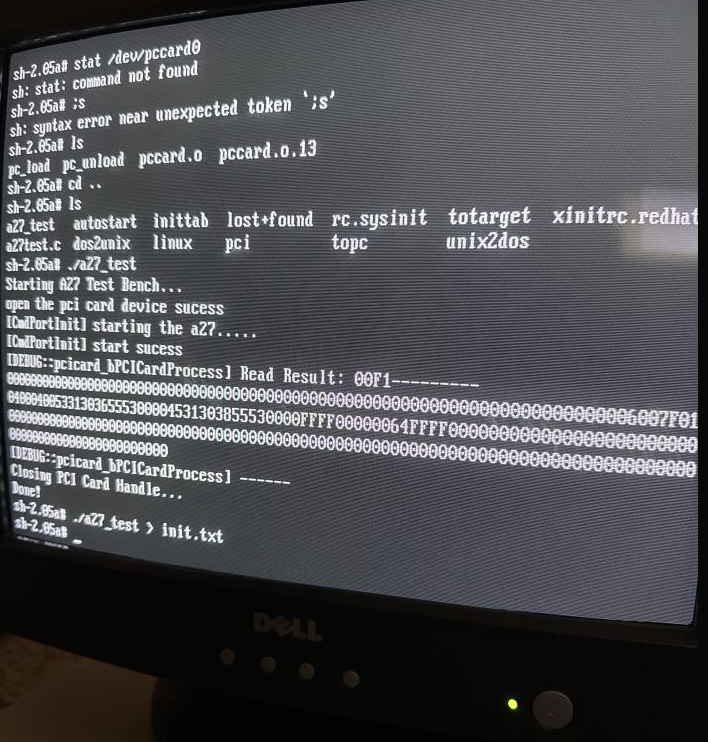 sh-2.05a# stat /dev/pccard0
sh: stat: command not found
sh-2.05a# ;s
sh: syntax error near unexpected token `;s'
sh-2.05a# ls
pc_load pc_unload pccard.o pccard.o.13
sh-2.05a# cd ..
sh-2.05a# ls
a27_test autostart inittab lost+found rc.sysinit totarget xinitrc.redhat
a27test.c dos2unix linux pci topc unix2dos
sh-2.05a# ./a27_test
Starting A27 Test Bench...
open the pci card device sucess
[CmdPortInit] starting the a27.....
[CmdPortInit] start sucess
[DEBUG::pcicard_bPCICardProcess] Read Result: 00F1---------
[DEBUG::pcicard_bPCICardProcess] ------
Closing PCI Card Handle...
Done!
sh-2.05a# ./a27_test > init.txt
sh-2.05a# _
DELL